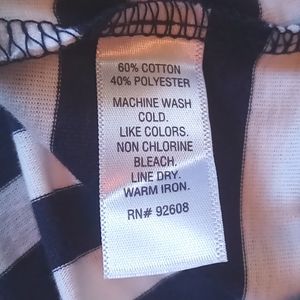 60% COTTON
40% POLYESTER
MACHINE WASH
COLD.
LIKE COLORS.
NON CHLORINE
BLEACH.
LINE DRY.
WARM IRON.
RN# 92608